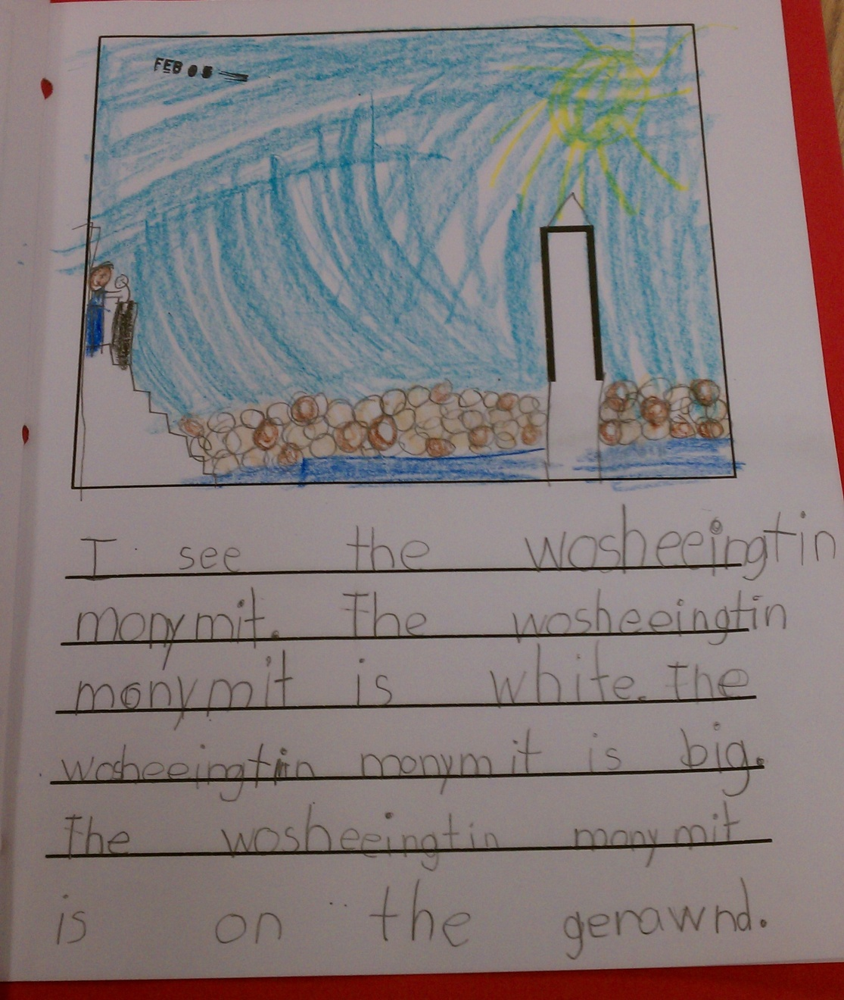 FEB 05
I see the wosheeingtin
monymit. The wosheeingtin
monymit is white. The
wosheeingtin monymit is big.
The wosheeingtin monymit
is on the gerawnd.